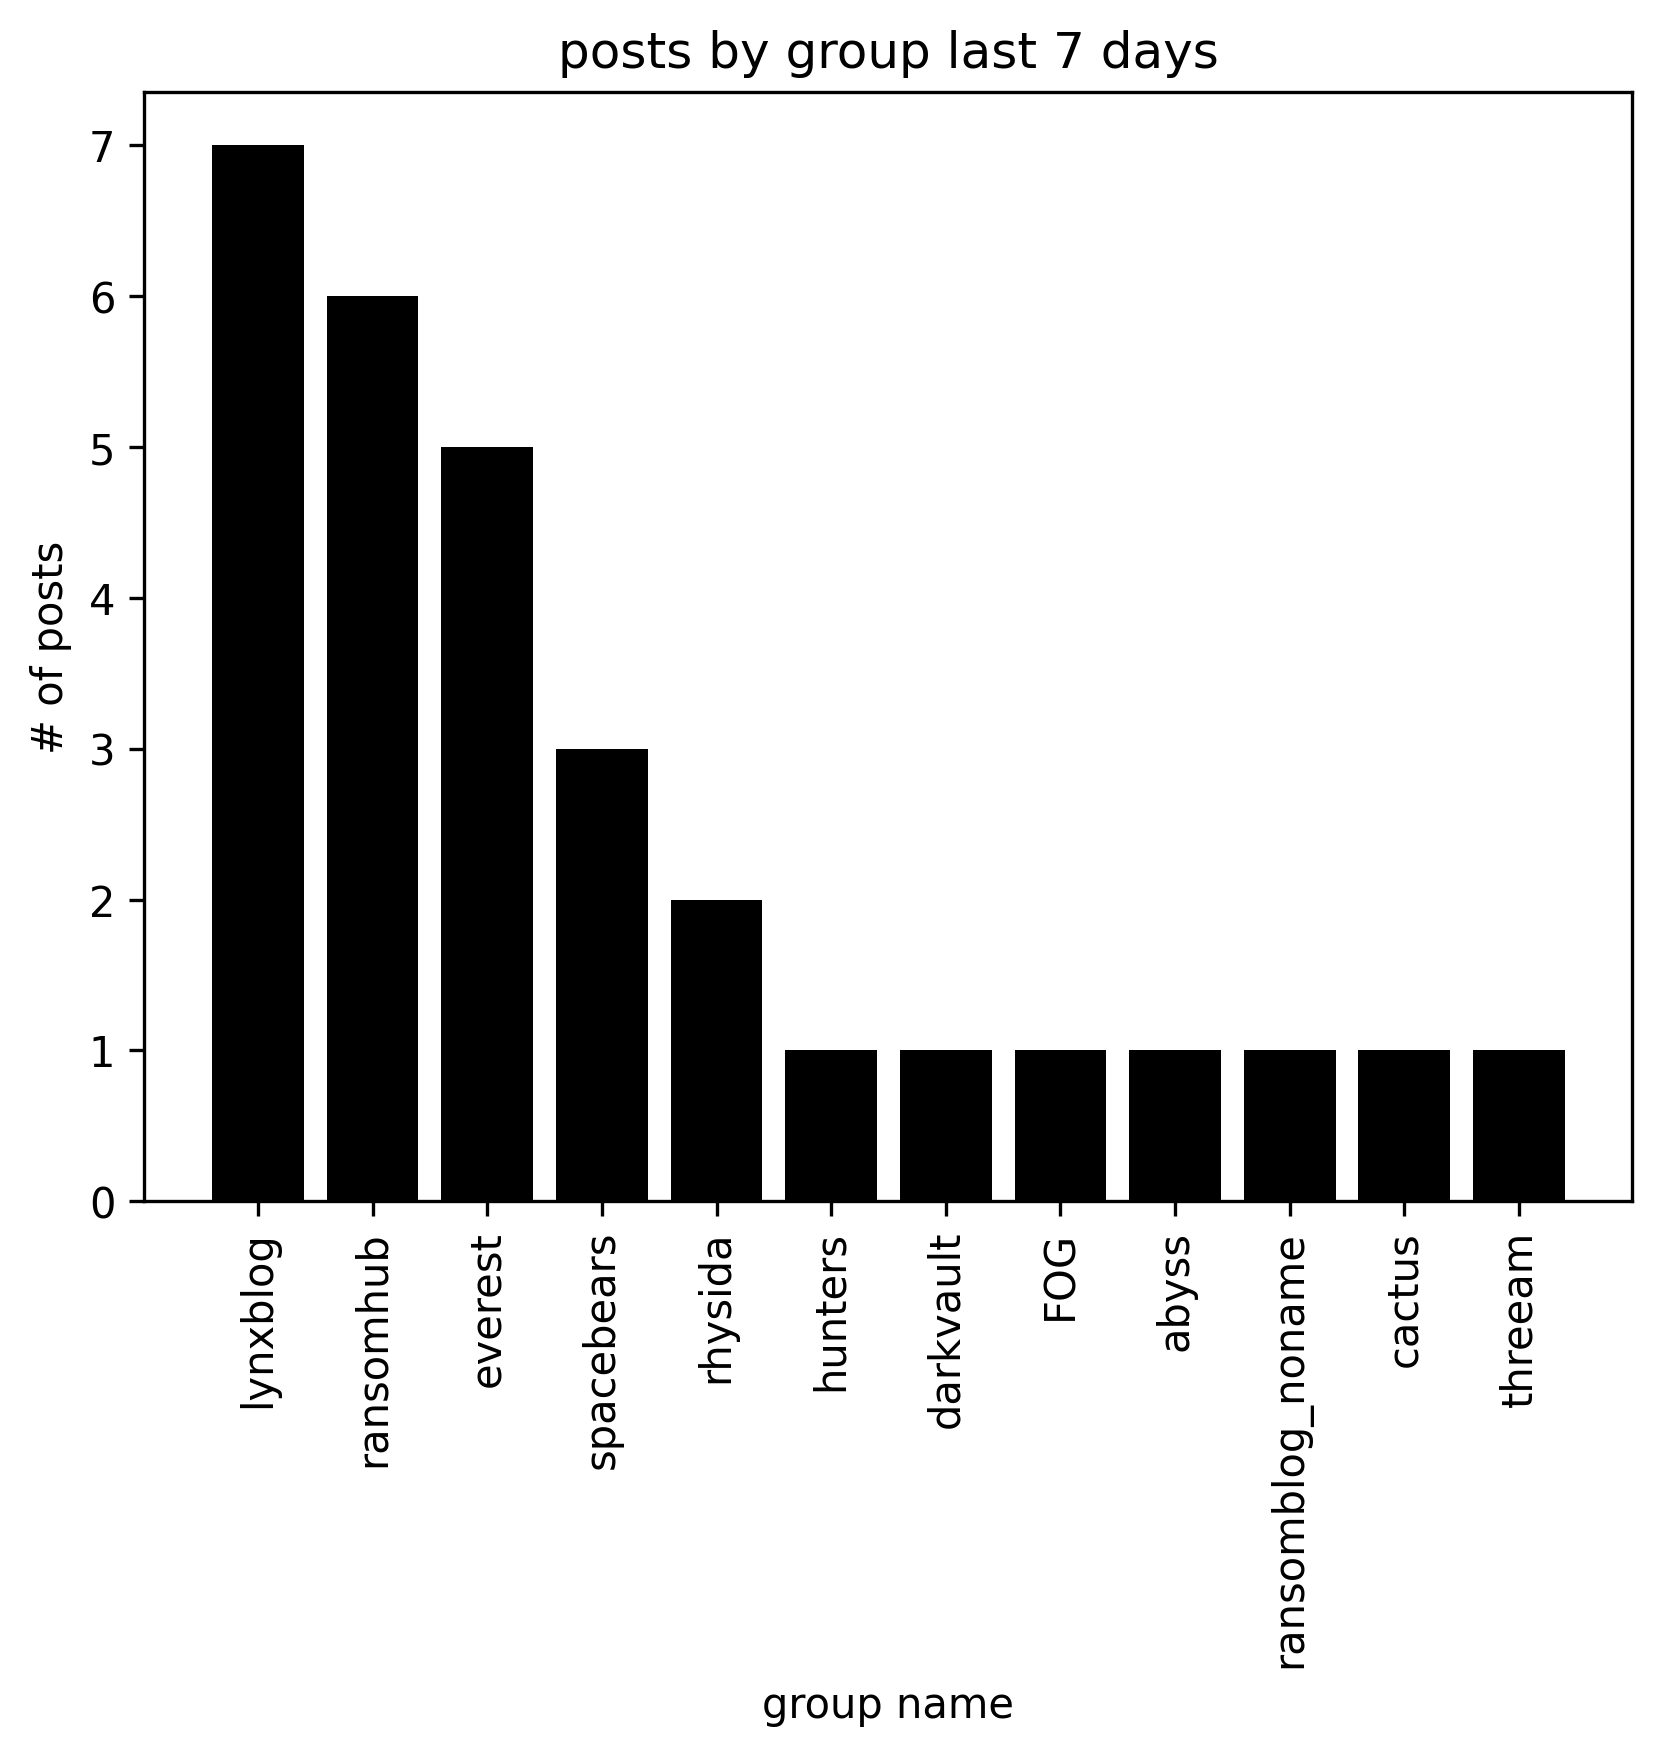 posts by group last 7 days
# of posts
7
6
5
4
3
2
1
0
lynxblog
ransomhub
everest
spacebears
rhysida
hunters
darkvault
FOG
abyss
ransomblog_noname
cactus
threeam
group name